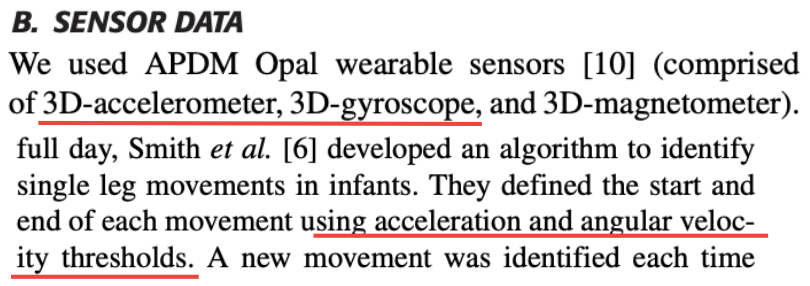 B. SENSOR DATA
We used APDM Opal wearable sensors [10] (comprised
of 3D-accelerometer, 3D-gyroscope, and 3D-magnetometer).
full day, Smith et al. [6] developed an algorithm to identify
single leg movements in infants. They defined the start and
end of each movement using acceleration and angular veloc-
ity thresholds. A new movement was identified each time